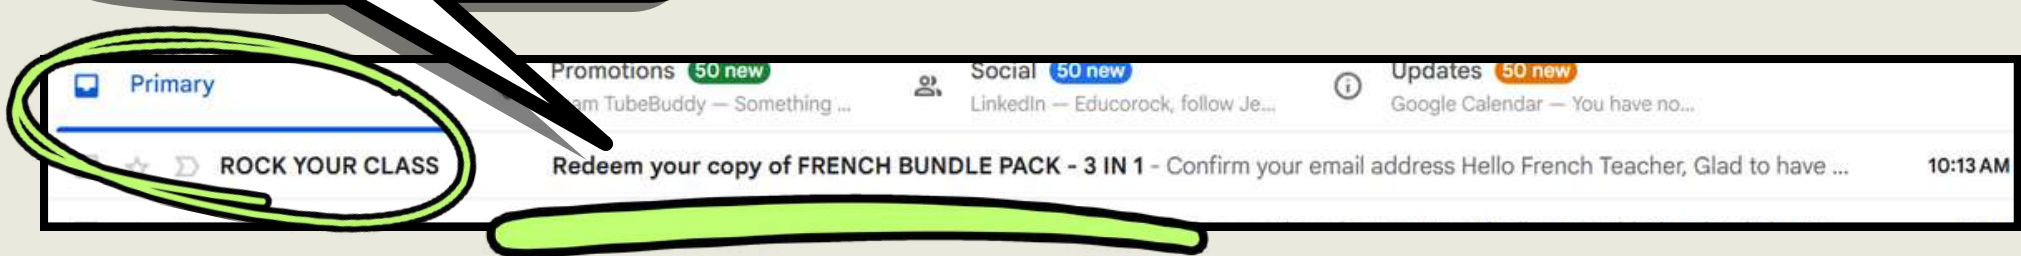 Primary
Promotions 50 new
TubeBuddy — Something ...
Social 50 new
LinkedIn — Educorock, follow Je...
Updates 50 new
Google Calendar — You have no...
ROCK YOUR CLASS Redeem your copy of FRENCH BUNDLE PACK - 3 IN 1 - Confirm your email address Hello French Teacher, Glad to have ... 10:13 AM